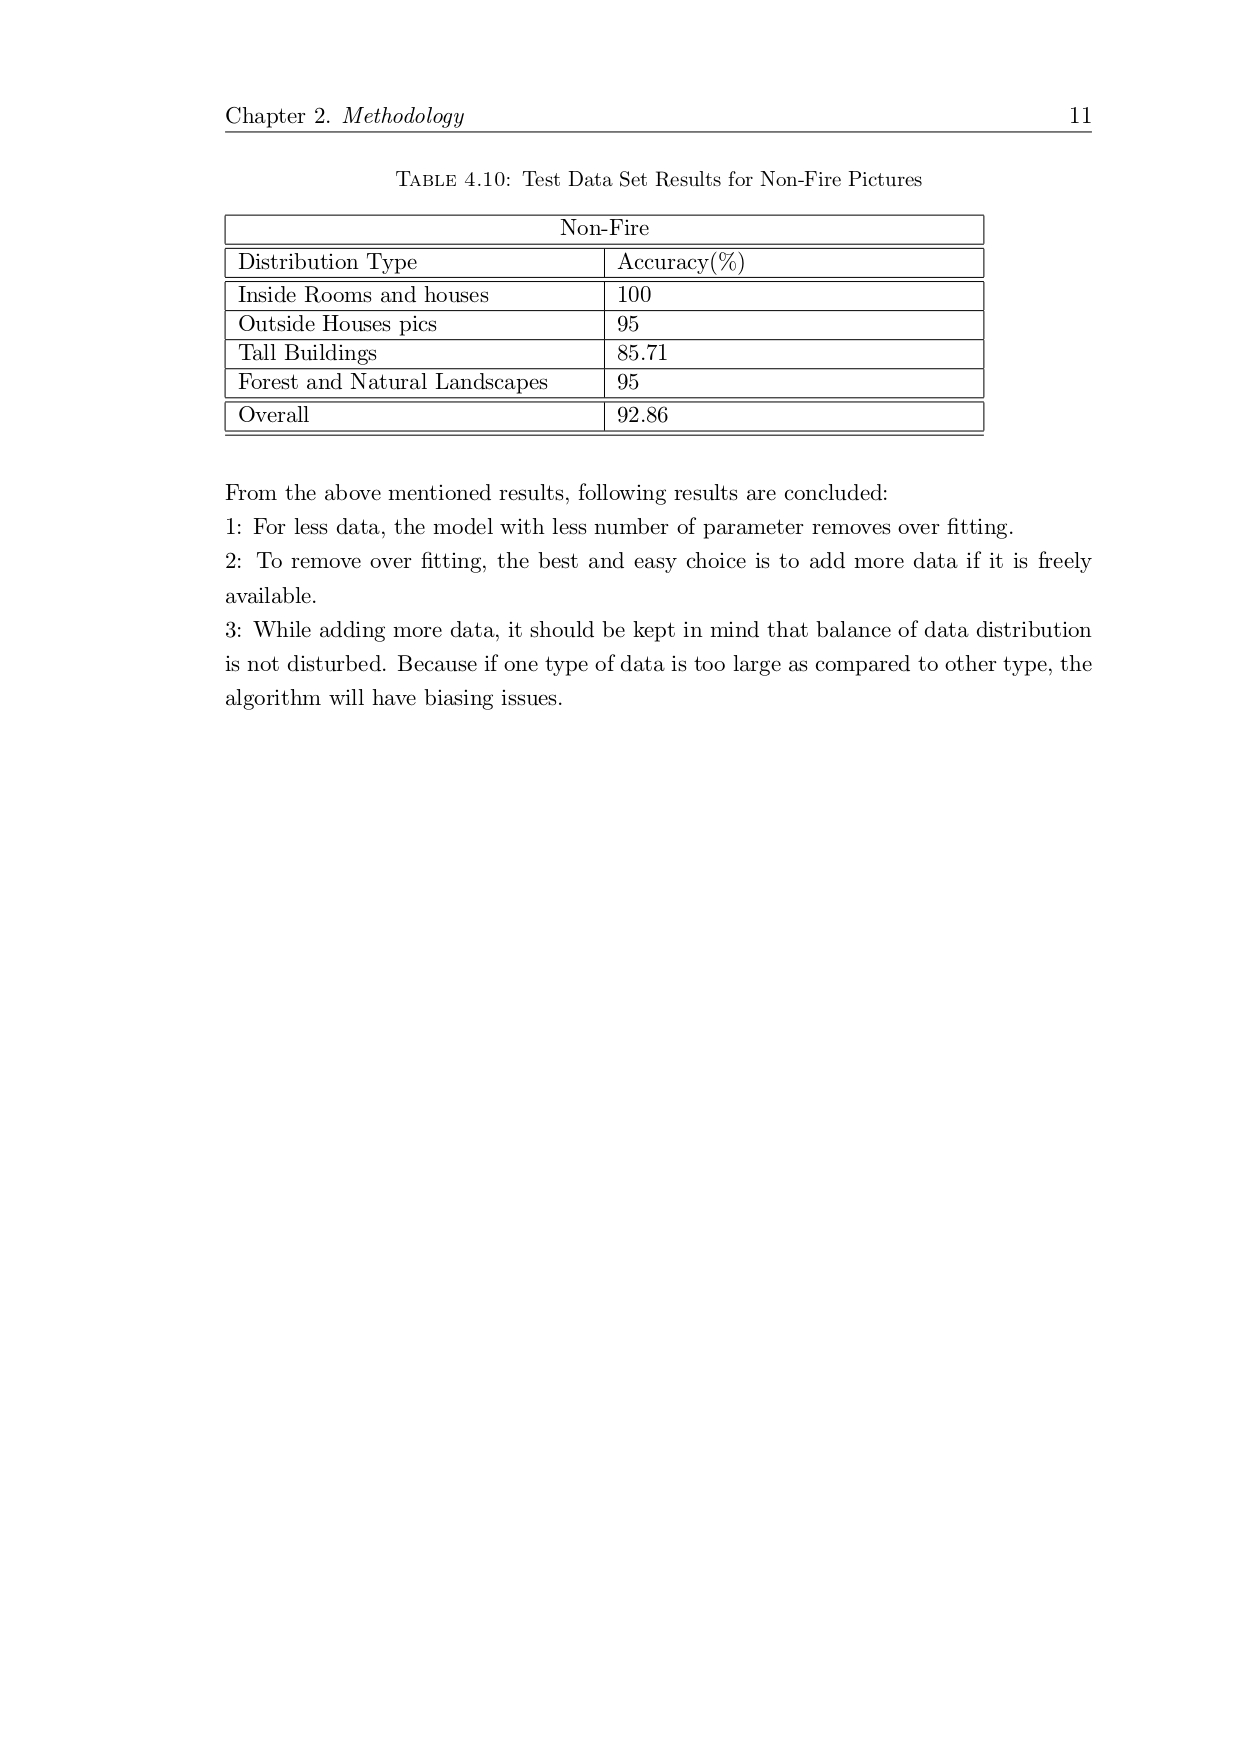 Chapter 2. Methodology 11
Table 4.10: Test Data Set Results for Non-Fire Pictures
Non-Fire
Distribution Type Accuracy(%)
Inside Rooms and houses 100
Outside Houses pics 95
Tall Buildings 85.71
Forest and Natural Landscapes 95
Overall 92.86
From the above mentioned results, following results are concluded:
1: For less data, the model with less number of parameter removes over fitting.
2: To remove over fitting, the best and easy choice is to add more data if it is freely
available.
3: While adding more data, it should be kept in mind that balance of data distribution
is not disturbed. Because if one type of data is too large as compared to other type, the
algorithm will have biasing issues.